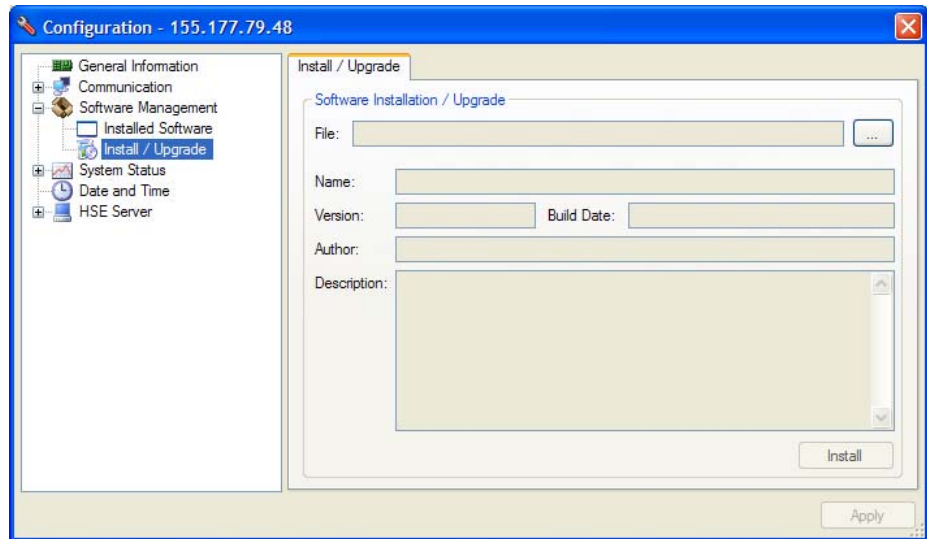 Configuration - 155.177.79.48
General Information
Communication
Software Management
Installed Software
Install / Upgrade
System Status
Date and Time
HSE Server
Install / Upgrade
Software Installation / Upgrade
File:
...
Name:
Version:
Build Date:
Author:
Description:
Install
Apply